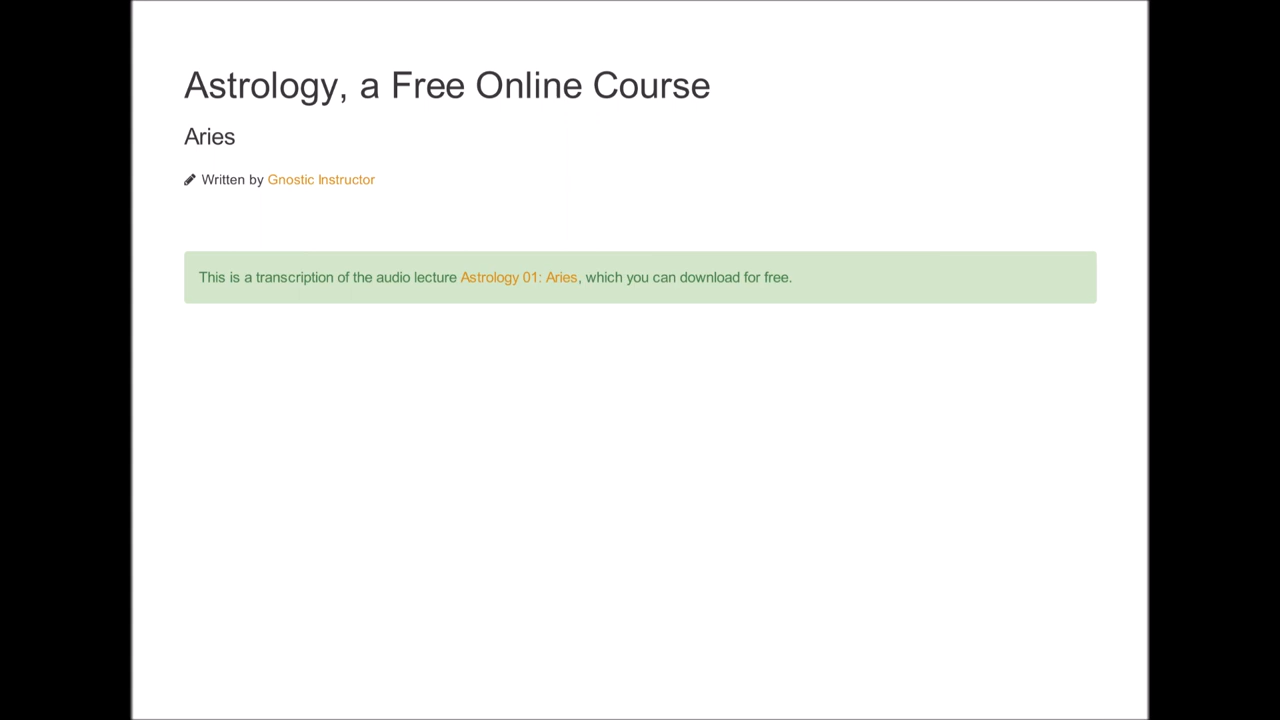 Astrology, a Free Online Course
Aries
Written by Gnostic Instructor
This is a transcription of the audio lecture Astrology 01: Aries, which you can download for free.